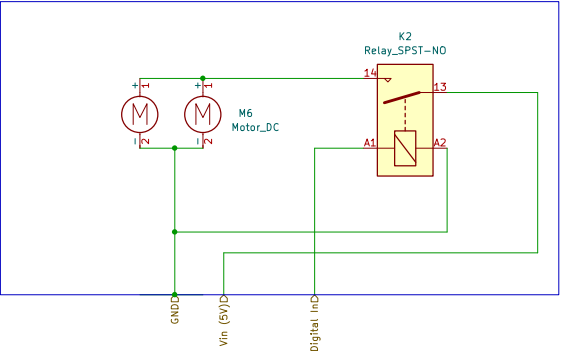 K2
Relay_SPST-NO
14
13
+ 1
+ 1
M
M
M6
Motor_DC
- 2
- 2
A1
A2
GND
Vin (5V)
Digital In